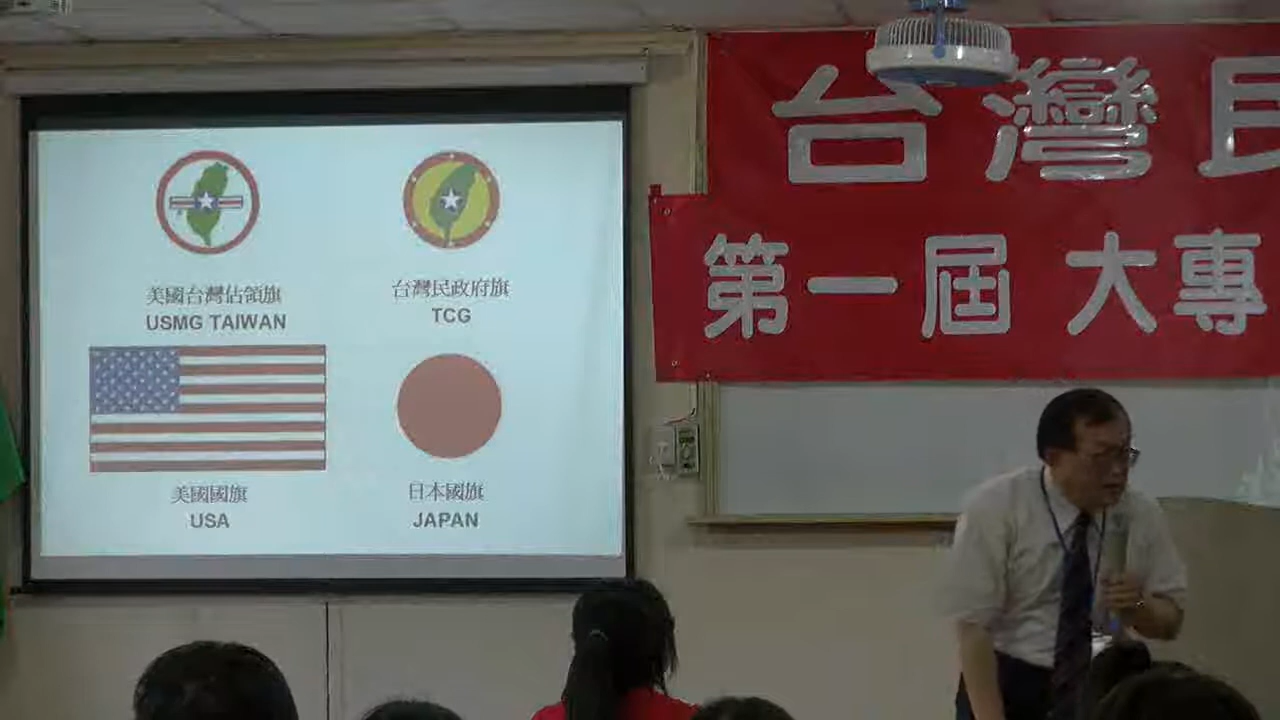 美國台灣佔領旗
USMG TAIWAN
台灣民政府旗
TCG
美國國旗
USA
日本國旗
JAPAN
台灣民
第一屆 大專